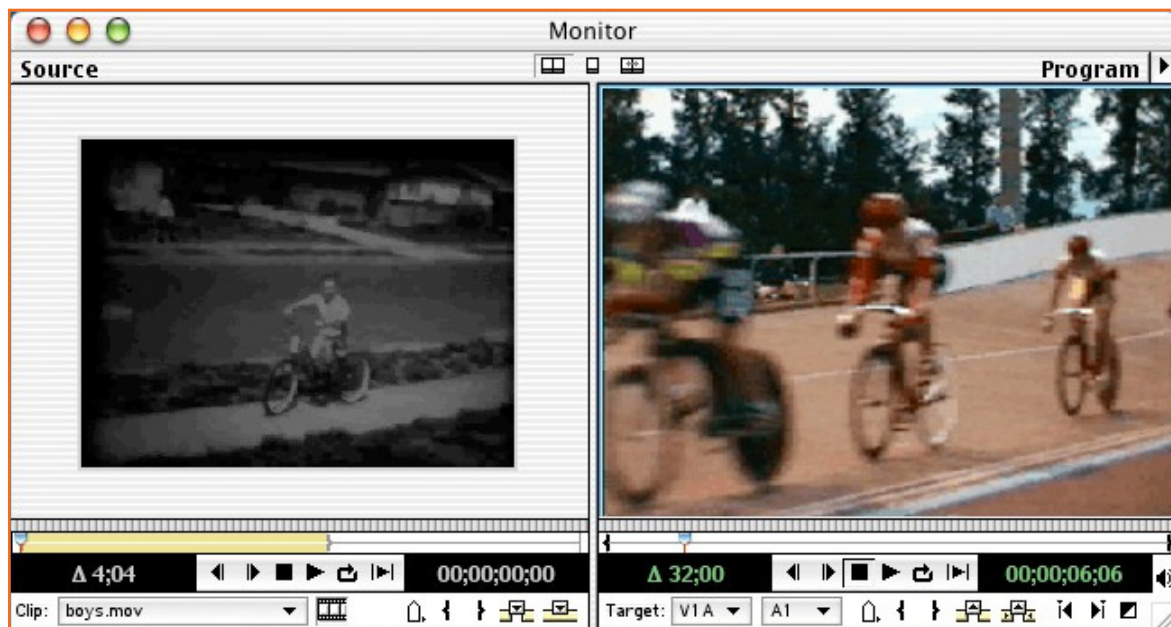 Monitor
Source Program
Δ 4;04 00;00;00;00 Δ 32;00 00;00;06;06
Clip: boys.mov Target: V1A A1